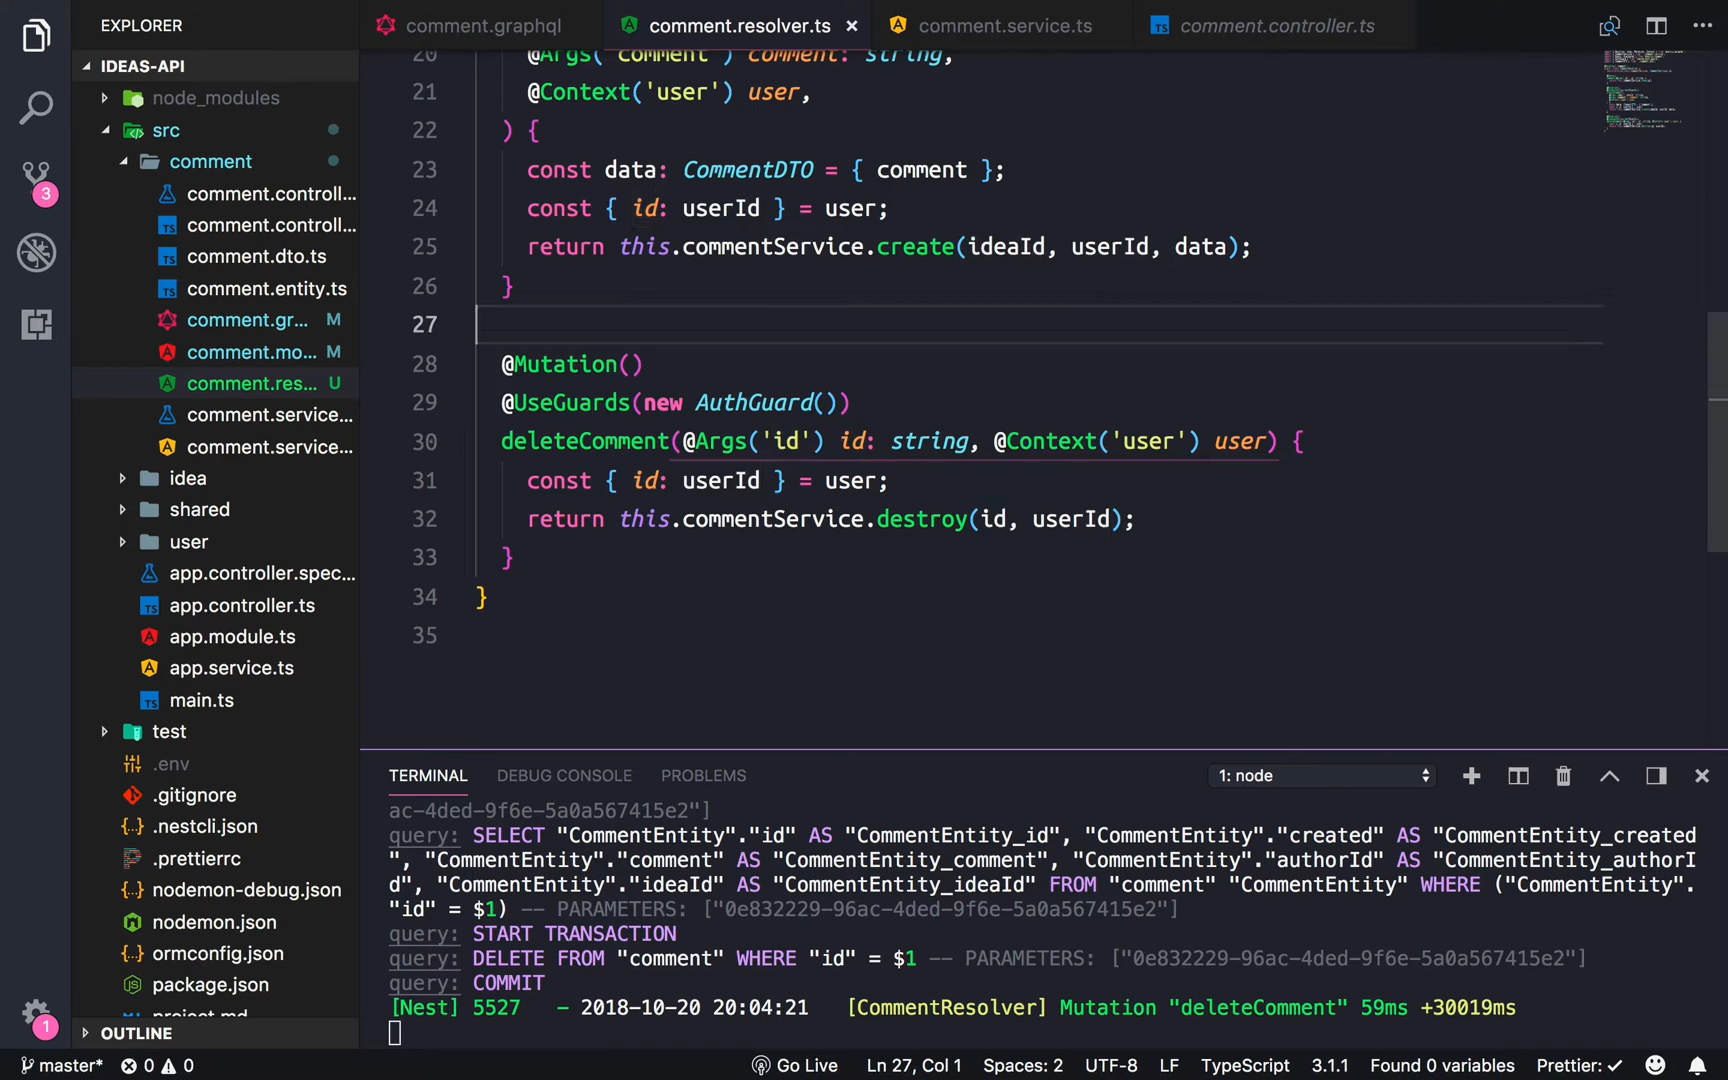 EXPLORER
comment.graphql
comment.resolver.ts
comment.service.ts
comment.controller.ts
IDEAS-API
node_modules
src
comment
comment.controll...
comment.controll...
comment.dto.ts
comment.entity.ts
comment.gr... M
comment.mo... M
comment.res... U
comment.service...
comment.service...
idea
shared
user
app.controller.spec...
app.controller.ts
app.module.ts
app.service.ts
main.ts
test
.env
.gitignore
.nestcli.json
.prettierrc
nodemon-debug.json
nodemon.json
ormconfig.json
package.json
project.md
OUTLINE
3
1
20 @Args('comment') comment: string,
21 @Context('user') user,
22 ) {
23 const data: CommentDTO = { comment };
24 const { id: userId } = user;
25 return this.commentService.create(ideaId, userId, data);
26 }
27
28 @Mutation()
29 @UseGuards(new AuthGuard())
30 deleteComment(@Args('id') id: string, @Context('user') user) {
31 const { id: userId } = user;
32 return this.commentService.destroy(id, userId);
33 }
34 }
35
TERMINAL DEBUG CONSOLE PROBLEMS 1: node
ac-4ded-9f6e-5a0a567415e2"]
query: SELECT "CommentEntity"."id" AS "CommentEntity_id", "CommentEntity"."created" AS "CommentEntity_created
", "CommentEntity"."comment" AS "CommentEntity_comment", "CommentEntity"."authorId" AS "CommentEntity_authorI
d", "CommentEntity"."ideaId" AS "CommentEntity_ideaId" FROM "comment" "CommentEntity" WHERE ("CommentEntity".
"id" = $1) -- PARAMETERS: ["0e832229-96ac-4ded-9f6e-5a0a567415e2"]
query: START TRANSACTION
query: DELETE FROM "comment" WHERE "id" = $1 -- PARAMETERS: ["0e832229-96ac-4ded-9f6e-5a0a567415e2"]
query: COMMIT
[Nest] 5527 - 2018-10-20 20:04:21 [CommentResolver] Mutation "deleteComment" 59ms +30019ms
master* 0 0 Go Live Ln 27, Col 1 Spaces: 2 UTF-8 LF TypeScript 3.1.1 Found 0 variables Prettier: ✓